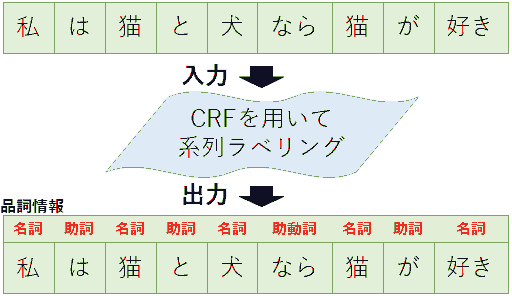 私 は 猫 と 犬 なら 猫 が 好き
入力
CRFを用いて
系列ラベリング
出力
品詞情報
名詞 助詞 名詞 助詞 名詞 助動詞 名詞 助詞 名詞
私 は 猫 と 犬 なら 猫 が 好き